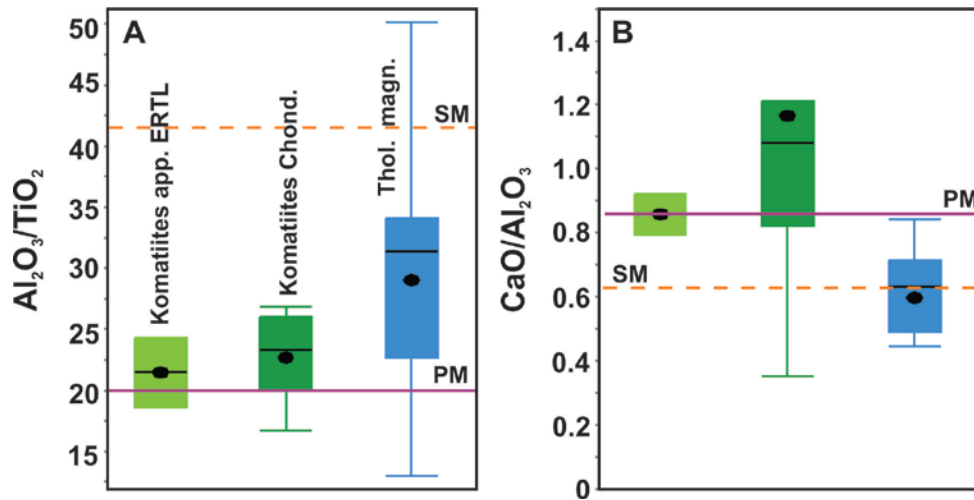 A
Al₂O₃/TiO₂
50
45
40
35
30
25
20
15
Komatiites app. ERTL
Komatiites Chond.
Thol. magn.
SM
PM
B
CaO/Al₂O₃
1.4
1.2
1.0
0.8
0.6
0.4
0.2
0
PM
SM